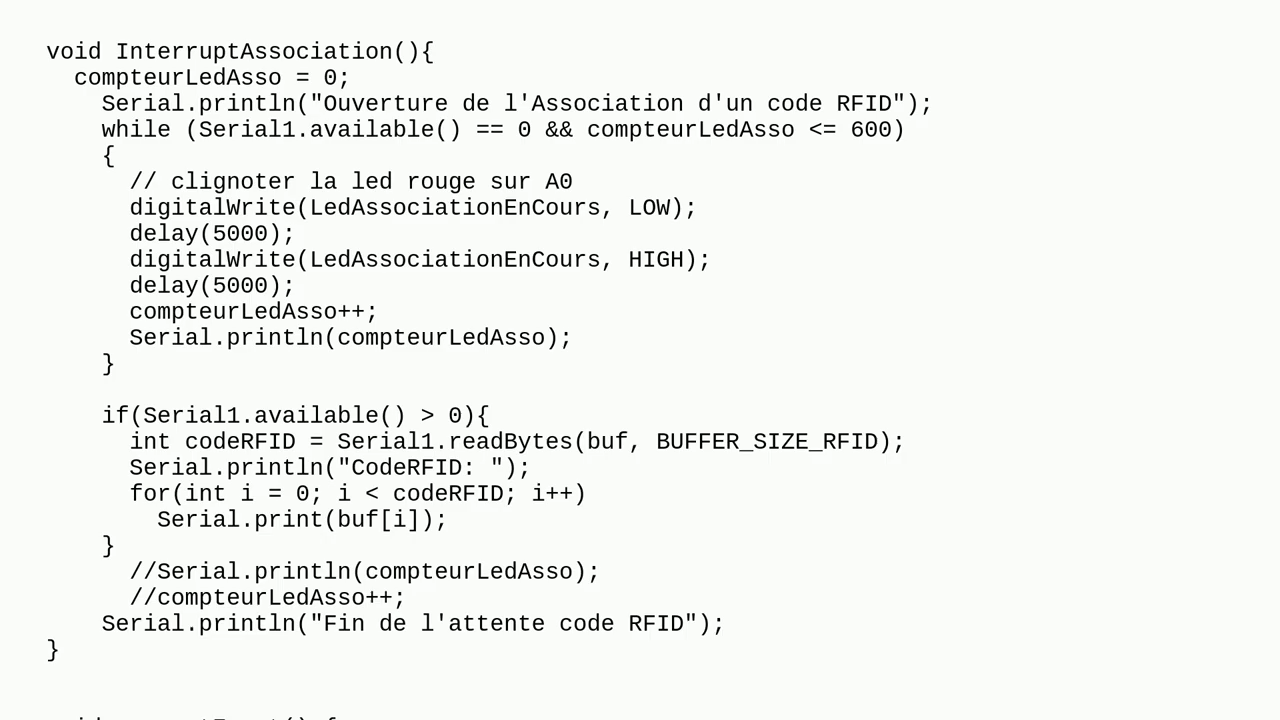 void InterruptAssociation(){
  compteurLedAsso = 0;
    Serial.println("Ouverture de l'Association d'un code RFID");
    while (Serial1.available() == 0 && compteurLedAsso <= 600)
    {
      // clignoter la led rouge sur A0
      digitalWrite(LedAssociationEnCours, LOW);
      delay(5000);
      digitalWrite(LedAssociationEnCours, HIGH);
      delay(5000);
      compteurLedAsso++;
      Serial.println(compteurLedAsso);
    }

    if(Serial1.available() > 0){
      int codeRFID = Serial1.readBytes(buf, BUFFER_SIZE_RFID);
      Serial.println("CodeRFID: ");
      for(int i = 0; i < codeRFID; i++)
        Serial.print(buf[i]);
    }
      //Serial.println(compteurLedAsso);
      //compteurLedAsso++;
    Serial.println("Fin de l'attente code RFID");
}